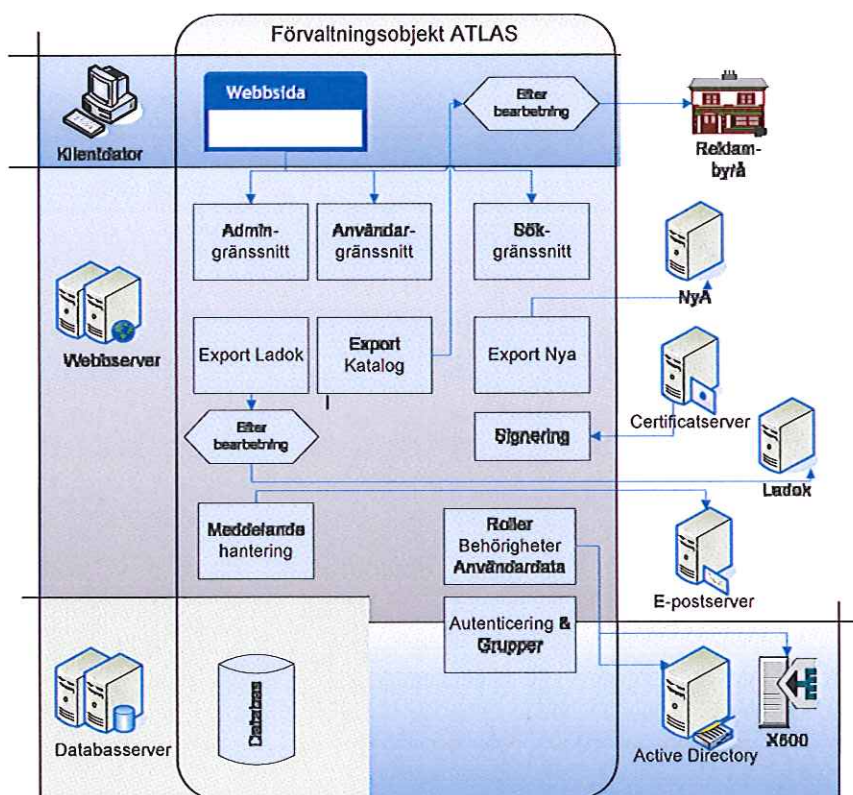 Förvaltningsobjekt ATLAS
Webbsida
Efter
bearbetning
Klientdator
Reklam-
byrå
Admin-
gränssnitt
Användar-
gränssnitt
Sök-
gränssnitt
NyA
Webbserver
Export Ladok
Export
Katalog
Export Nya
Certificatserver
Efter
bearbetning
Signering
Ladok
Meddelande
hantering
Roller
Behörigheter
Användardata
E-postserver
Autenticering &
Grupper
Databas
Databasserver
Active Directory
X500